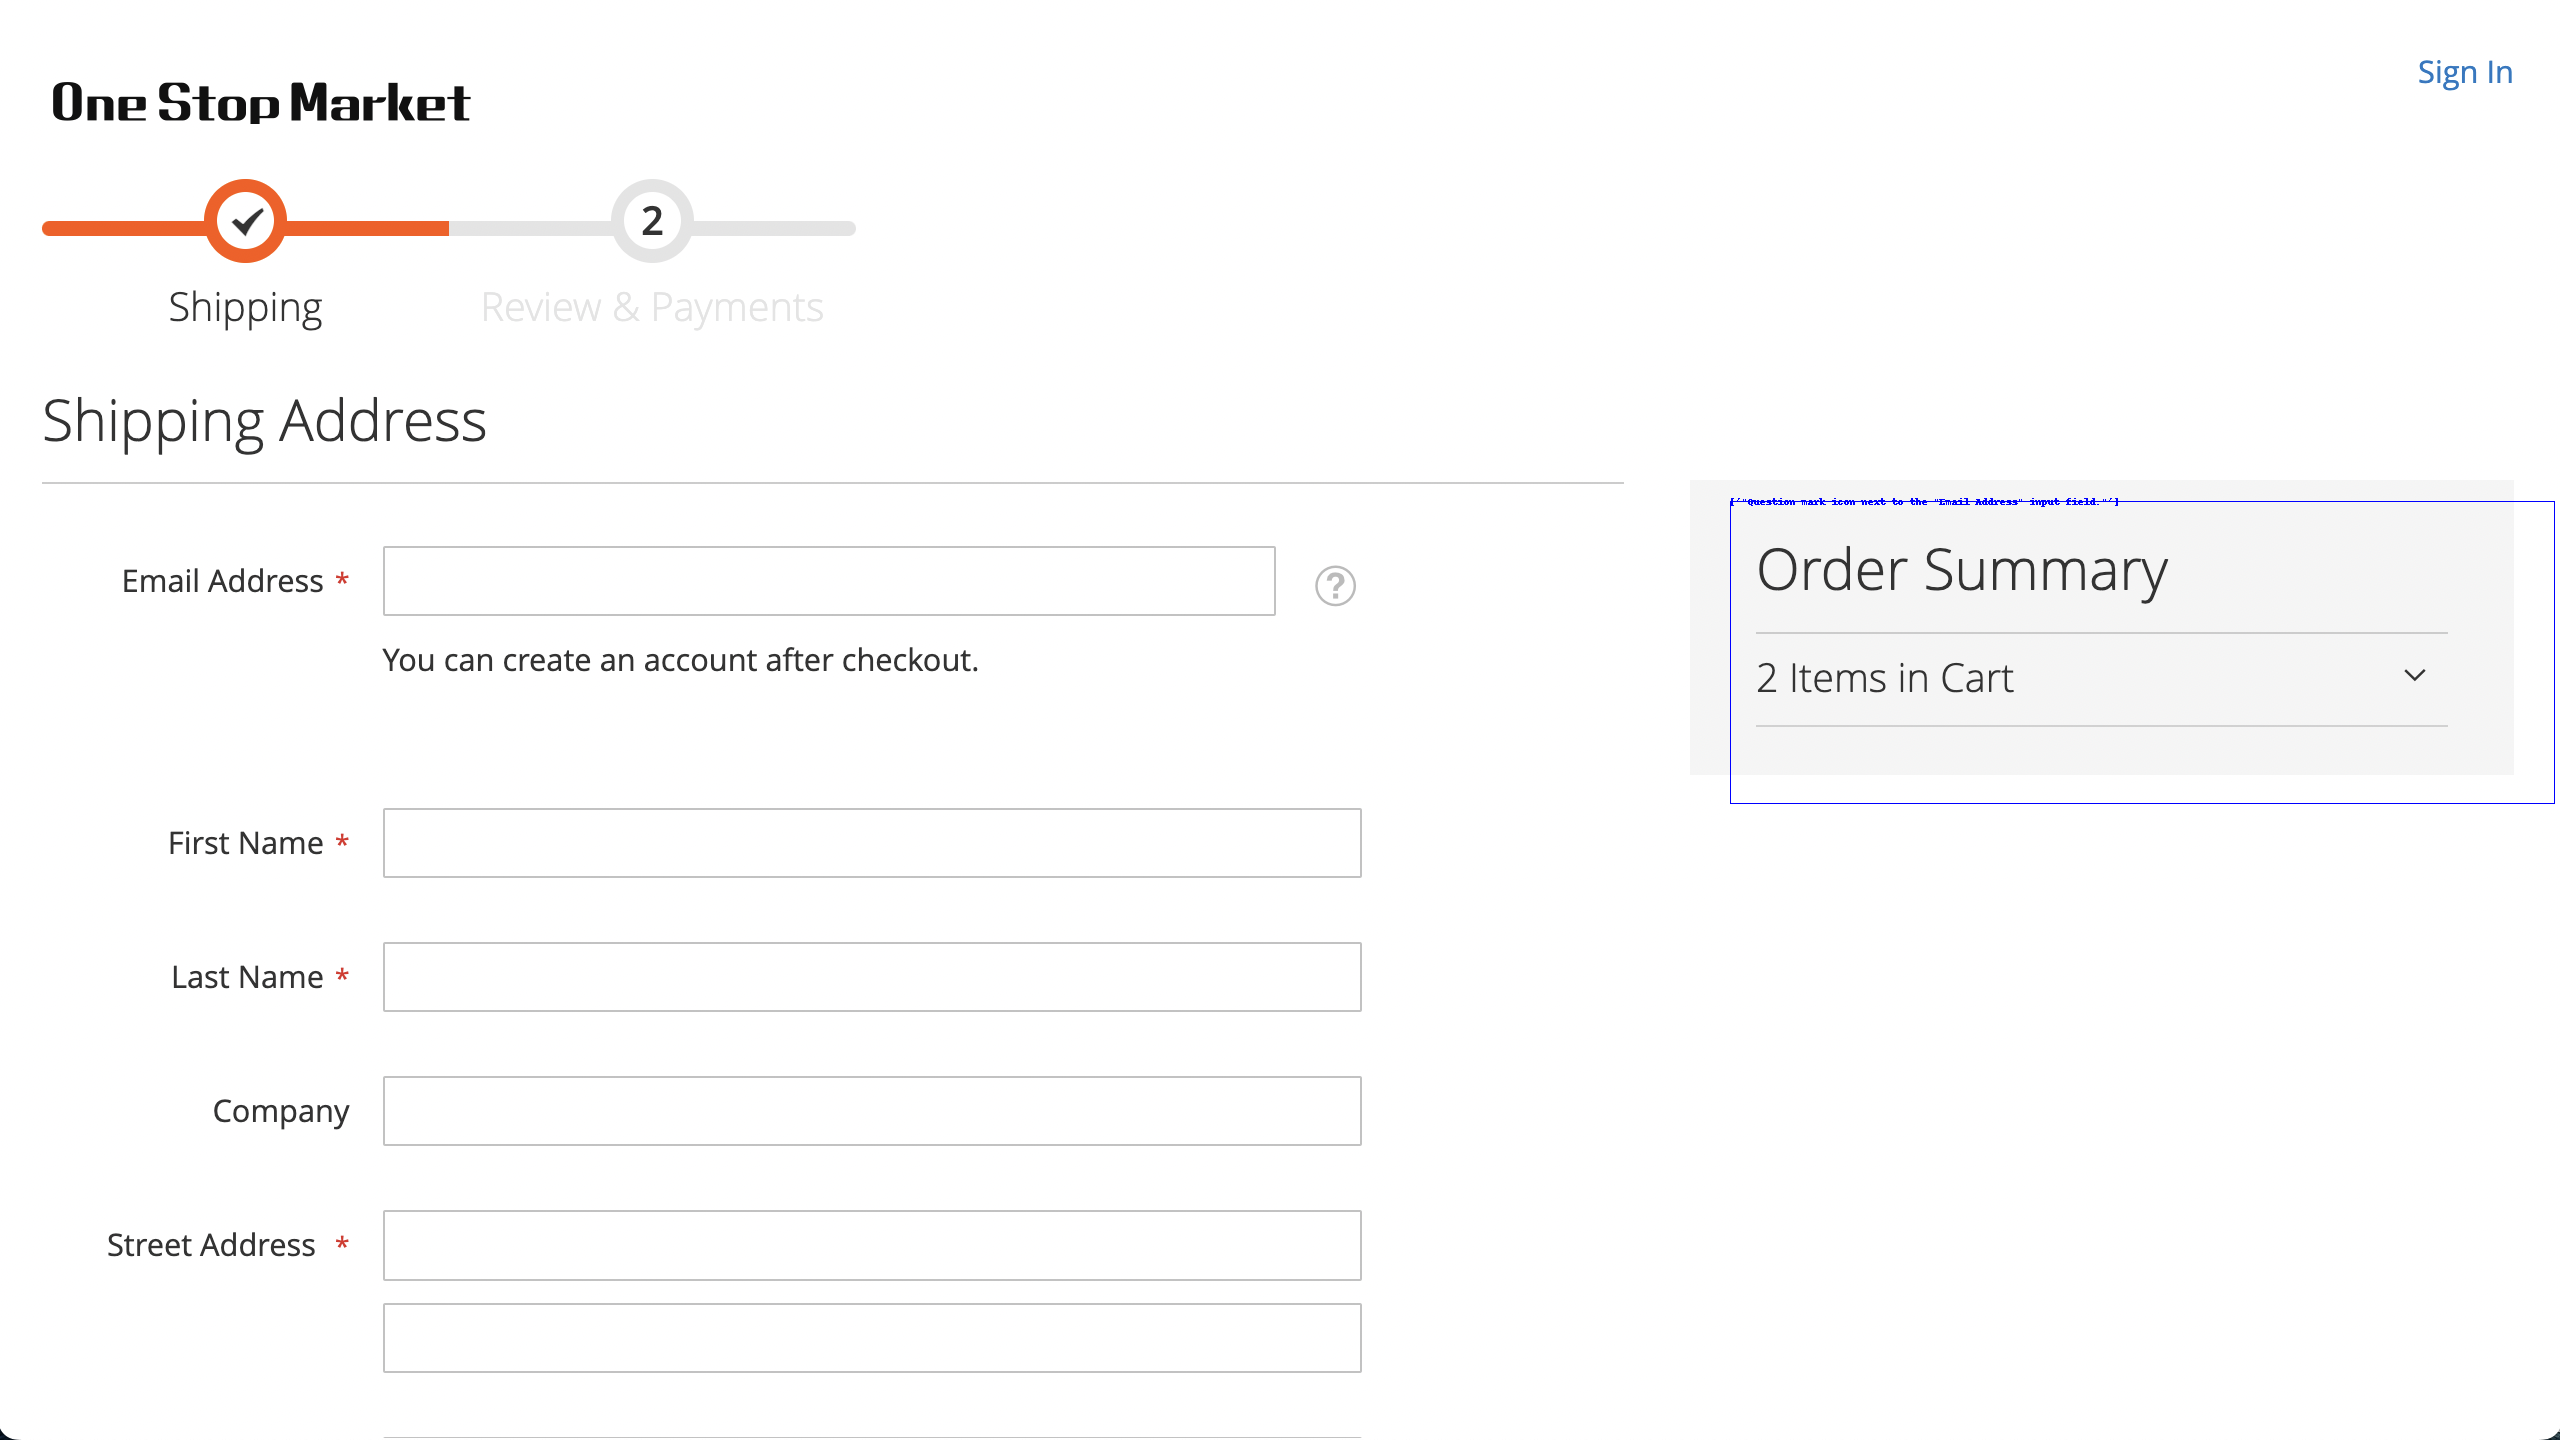 One Stop Market
Sign In
2
Shipping
Review & Payments
Shipping Address
['"Question mark icon next to the "Email Address" input field."']
Order Summary
2 Items in Cart
Email Address *
?
You can create an account after checkout.
First Name *
Last Name *
Company
Street Address *